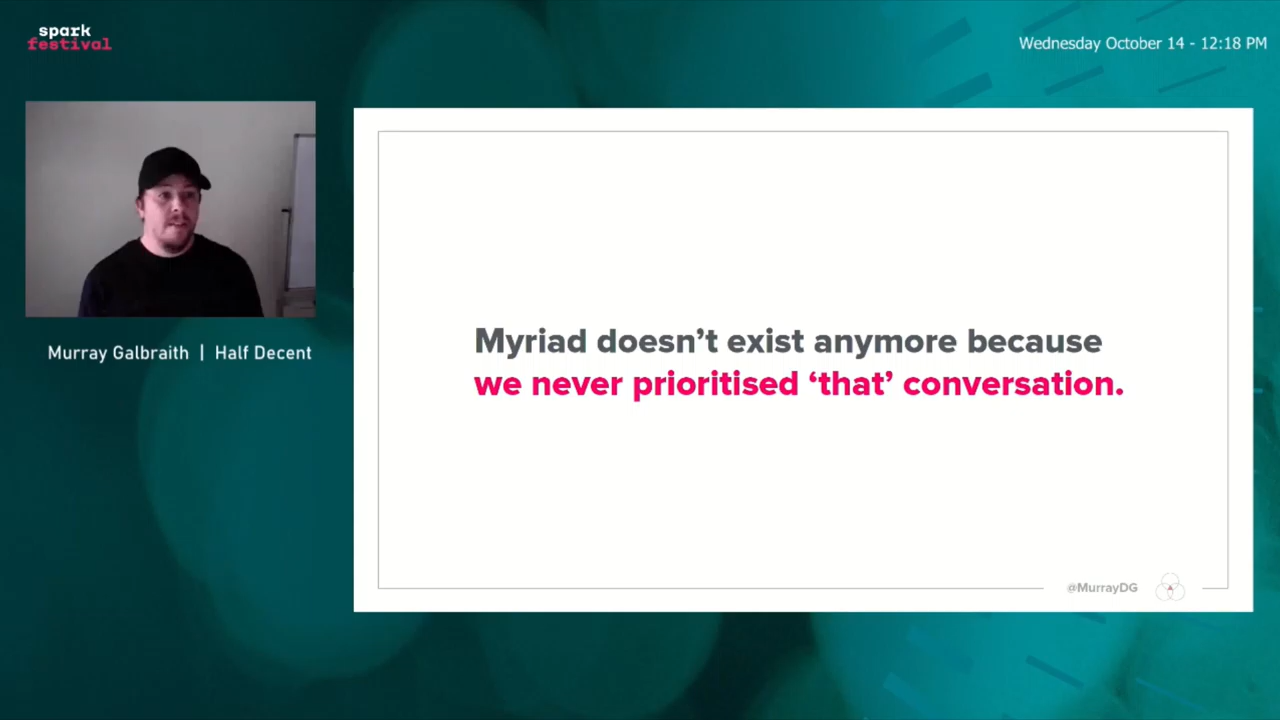 spark
festival
Wednesday October 14 - 12:18 PM
Murray Galbraith | Half Decent
Myriad doesn’t exist anymore because
we never prioritised ‘that’ conversation.
@MurrayDG